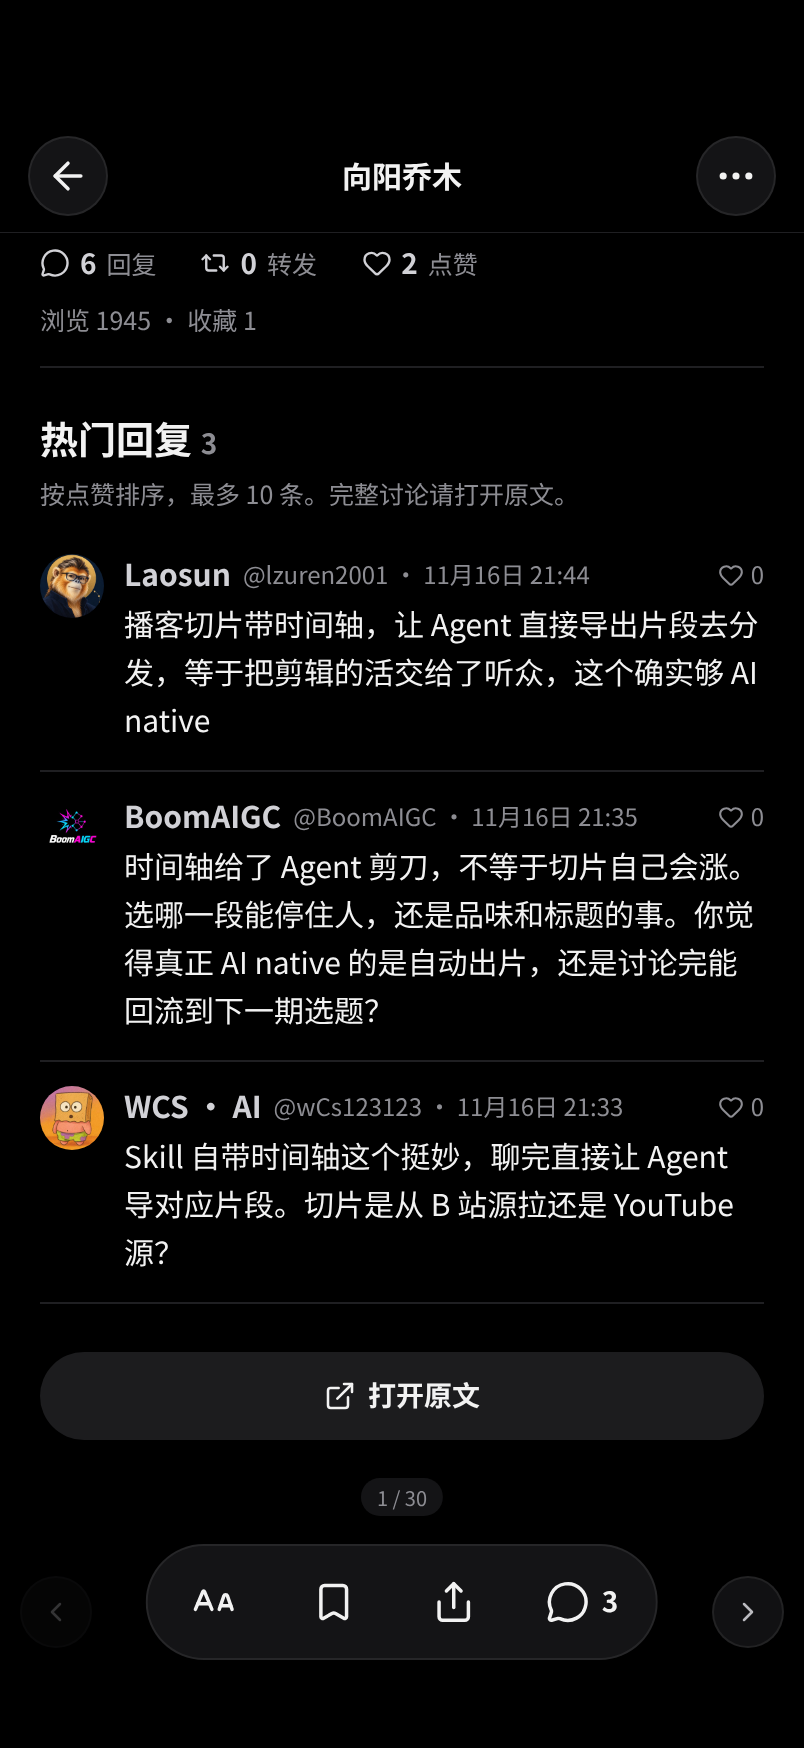 向阳乔木
6 回复 0 转发 2 点赞
浏览 1945 · 收藏 1
热门回复 3
按点赞排序，最多 10 条。完整讨论请打开原文。
Laosun @lzuren2001 · 11月16日 21:44 0
播客切片带时间轴，让 Agent 直接导出片段去分
发，等于把剪辑的活交给了听众，这个确实够 AI
native
BoomAIGC
BoomAIGC @BoomAIGC · 11月16日 21:35 0
时间轴给了 Agent 剪刀，不等于切片自己会涨。
选哪一段能停住人，还是品味和标题的事。你觉
得真正 AI native 的是自动出片，还是讨论完能
回流到下一期选题？
WCS · AI @wCs123123 · 11月16日 21:33 0
Skill 自带时间轴这个挺妙，聊完直接让 Agent
导对应片段。切片是从 B 站源拉还是 YouTube
源？
打开原文
1 / 30
AA 3